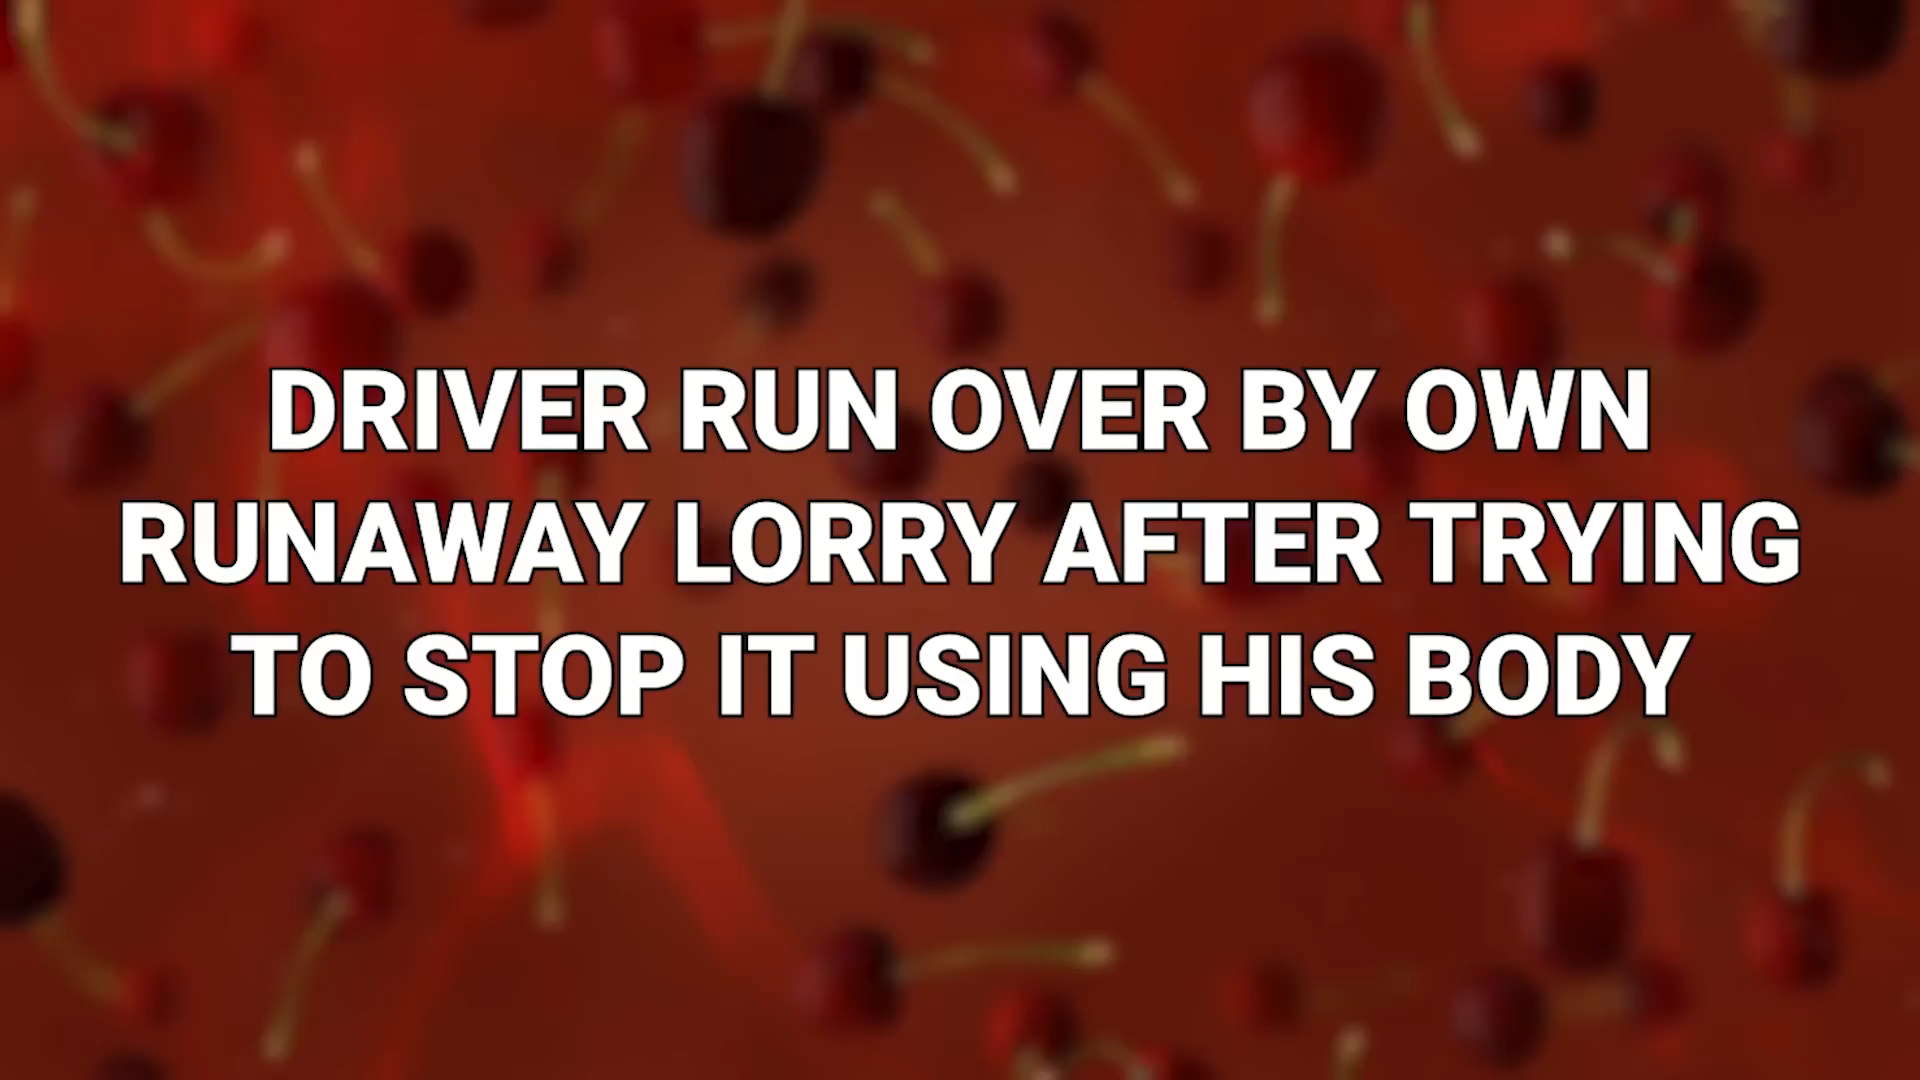 DRIVER RUN OVER BY OWN
RUNAWAY LORRY AFTER TRYING
TO STOP IT USING HIS BODY